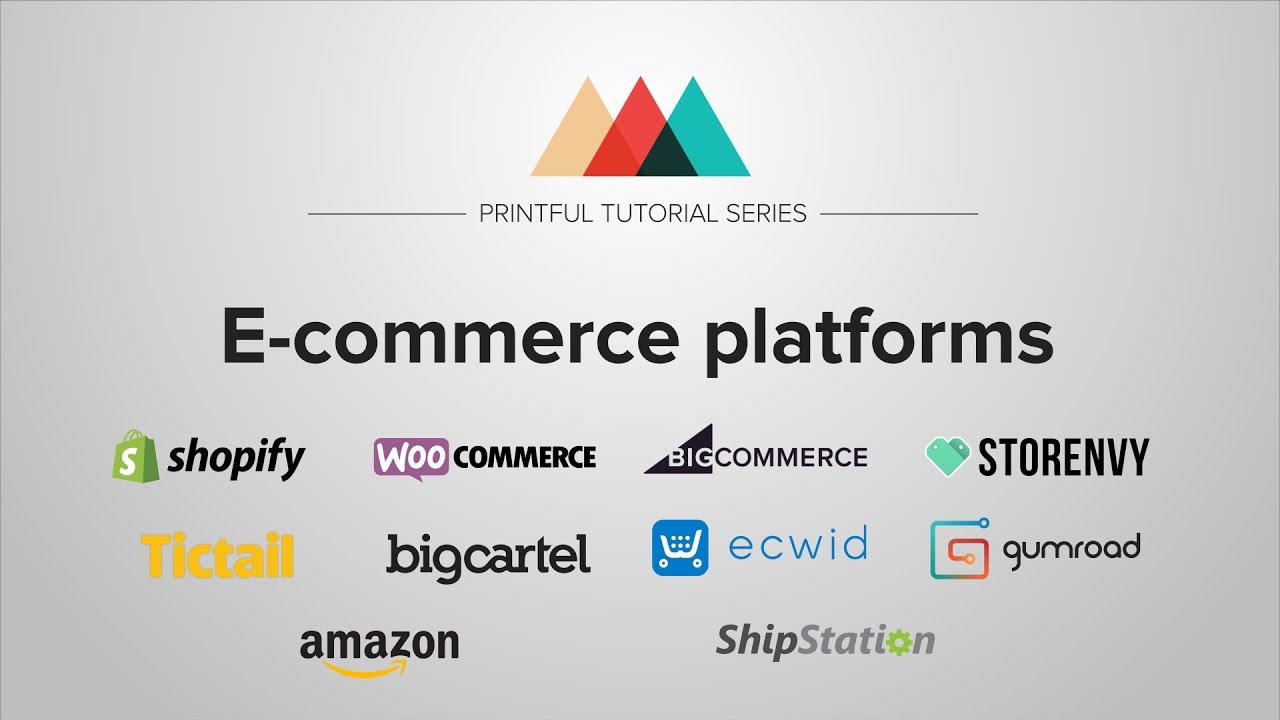 PRINTFUL TUTORIAL SERIES
E-commerce platforms
S shopify WOO COMMERCE BIGCOMMERCE STORENVY
Tictail bigcartel ecwid gumroad
amazon ShipStation